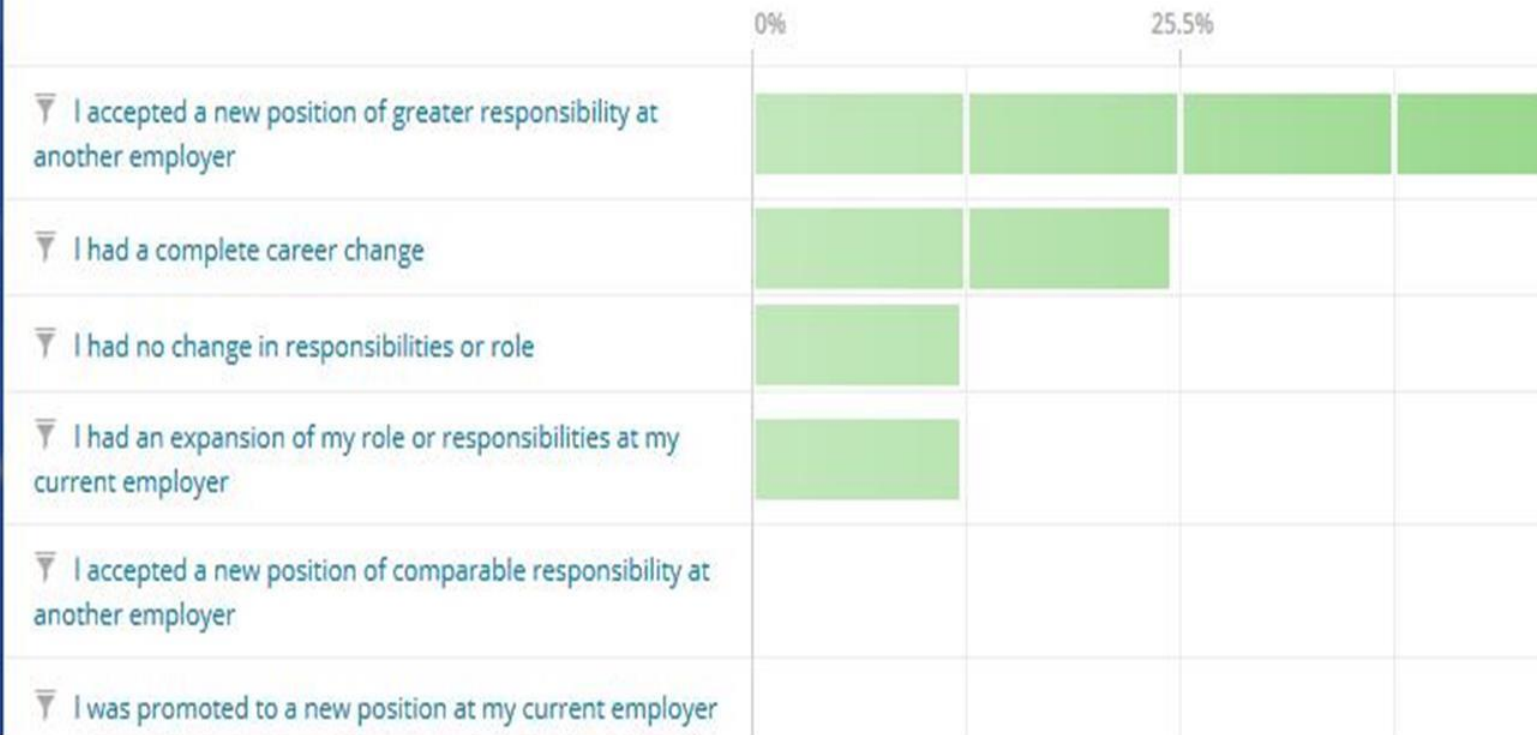 0% 25.5%
I accepted a new position of greater responsibility at
another employer
I had a complete career change
I had no change in responsibilities or role
I had an expansion of my role or responsibilities at my
current employer
I accepted a new position of comparable responsibility at
another employer
I was promoted to a new position at my current employer